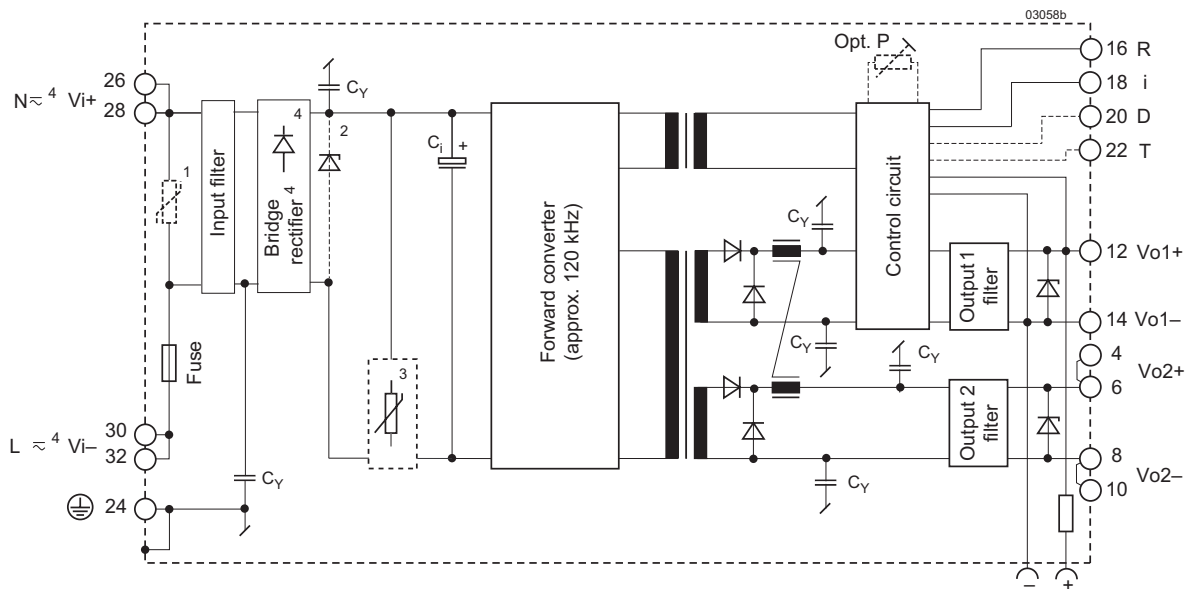 03058b
Opt. P
16 R
18 i
20 D
22 T
26
N ≂ 4 Vi+
28
CY
4
2
Ci +
1
Input filter
Bridge rectifier 4
Forward converter (approx. 120 kHz)
Control circuit
CY
12 Vo1+
Output 1 filter
14 Vo1–
CY
CY
4
Vo2+
6
Fuse
3
Output 2 filter
30
L ≂ 4 Vi–
32
8
Vo2–
10
CY
CY
24
– +